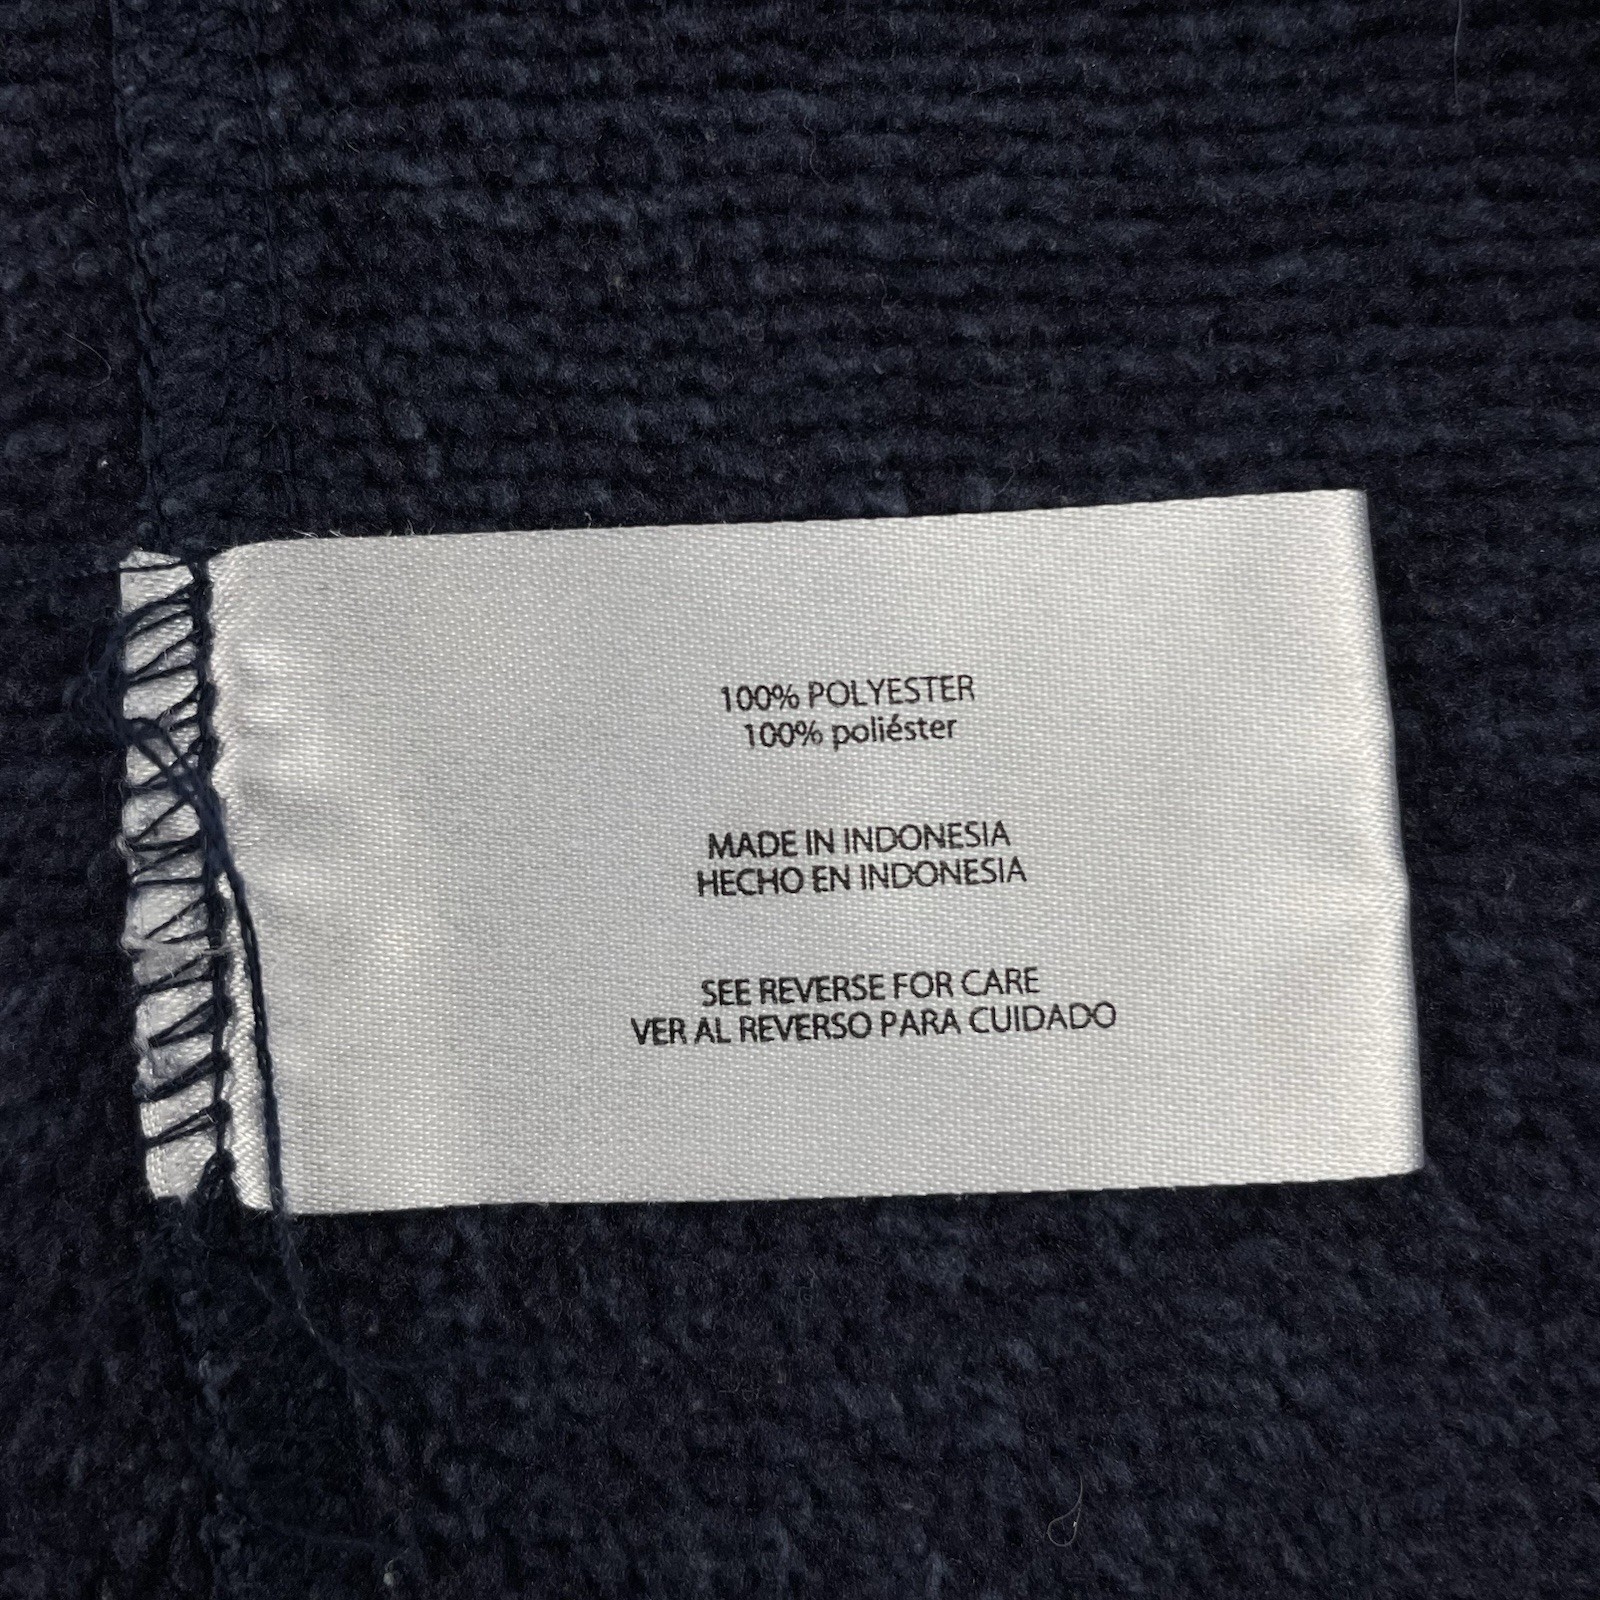 100% POLYESTER
100% poliéster
MADE IN INDONESIA
HECHO EN INDONESIA
SEE REVERSE FOR CARE
VER AL REVERSO PARA CUIDADO